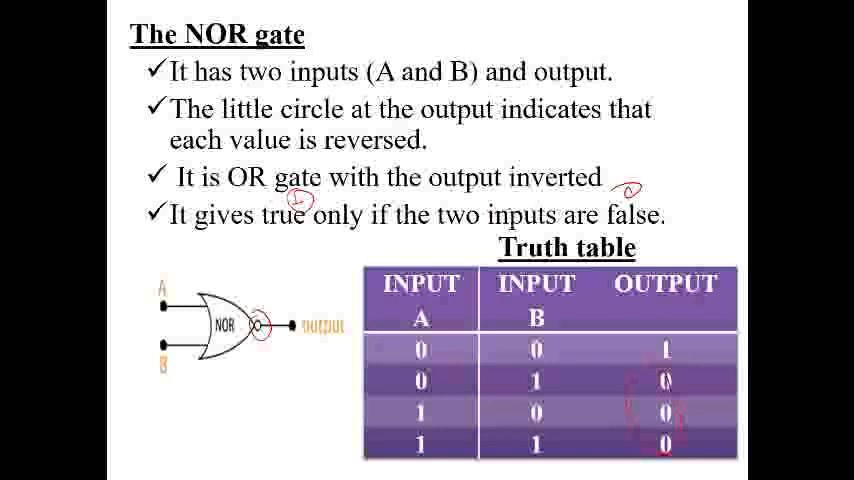 The NOR gate
✓ It has two inputs (A and B) and output.
✓ The little circle at the output indicates that
each value is reversed.
✓ It is OR gate with the output inverted
✓ It gives true only if the two inputs are false.
Truth table
A
NOR
output
B
INPUT A INPUT B OUTPUT
0 0 1
0 1 0
1 0 0
1 1 0